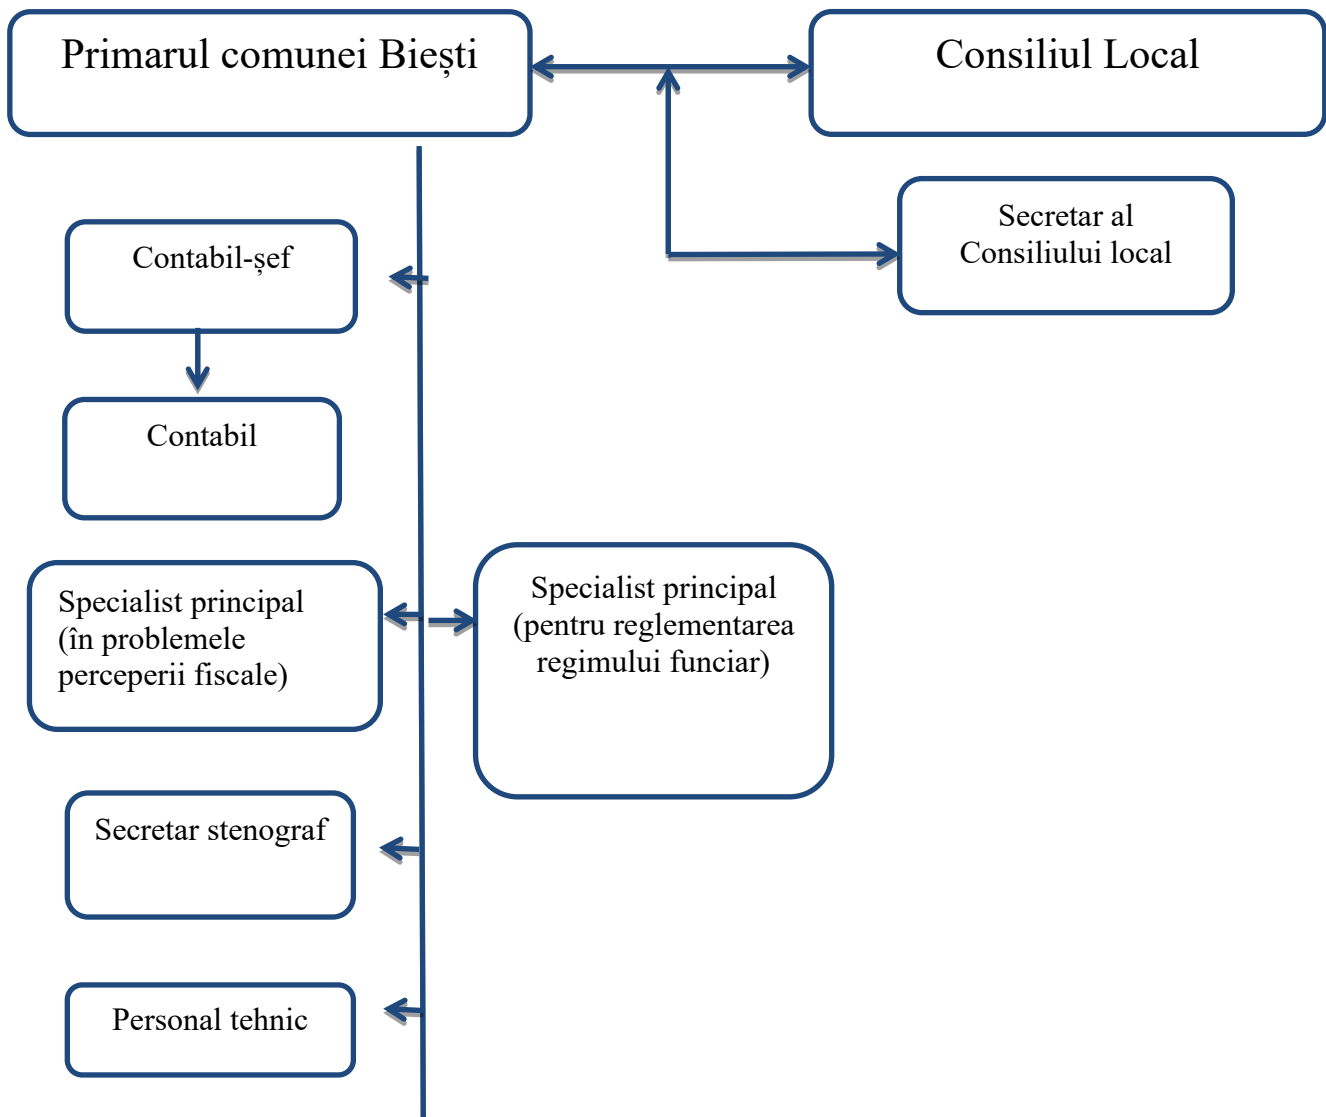 Primarul comunei Biești
Consiliul Local
Secretar al
Consiliului local
Contabil-șef
Contabil
Specialist principal
(în problemele
perceperii fiscale)
Specialist principal
(pentru reglementarea
regimului funciar)
Secretar stenograf
Personal tehnic